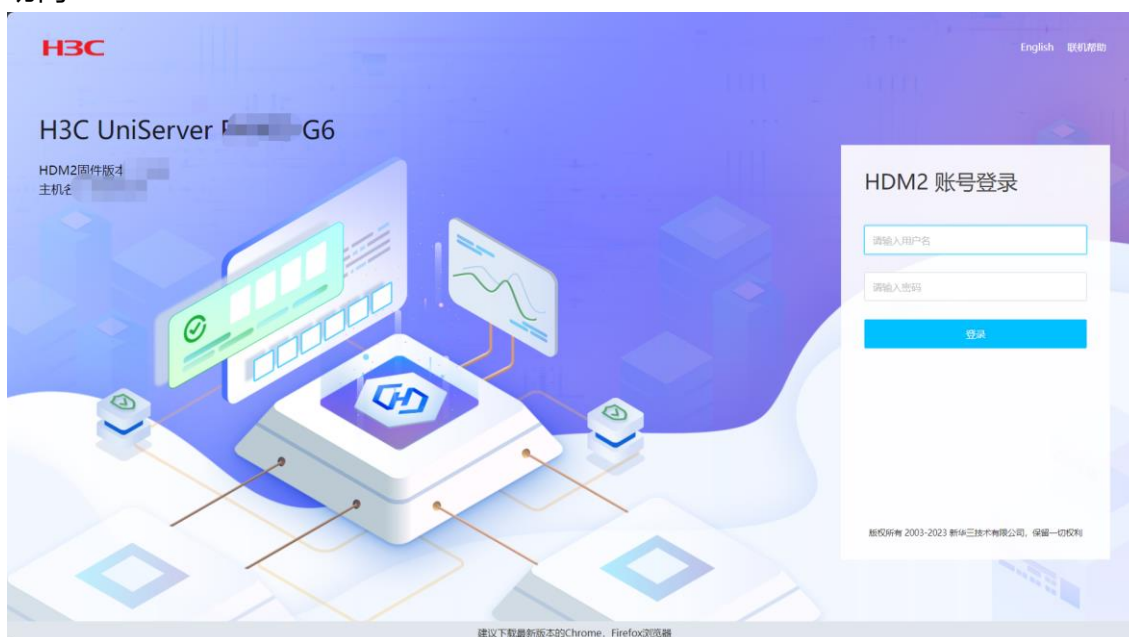 H3C
English 联机帮助
H3C UniServer G6
HDM2固件版本
主机名
HDM2 账号登录
请输入用户名
请输入密码
登录
版权所有 2003-2023 新华三技术有限公司，保留一切权利
建议下载最新版本的Chrome、Firefox浏览器